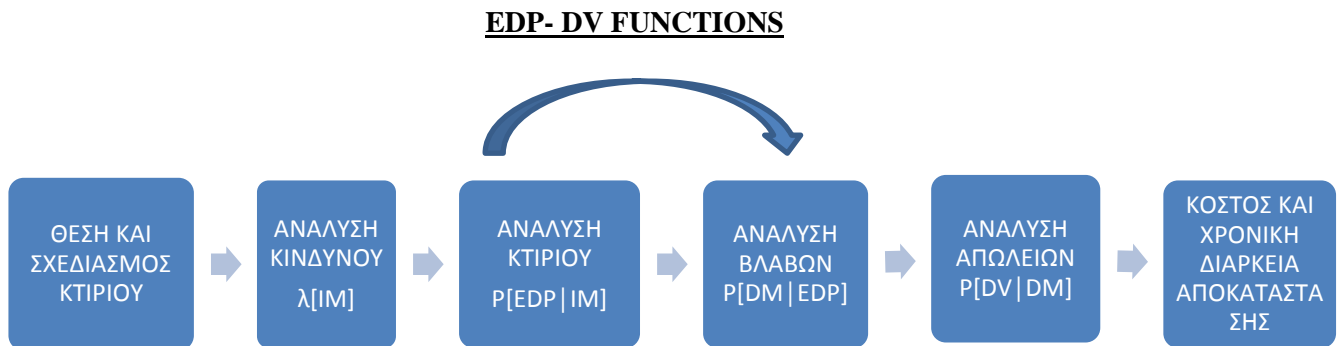 EDP- DV FUNCTIONS
ΘΕΣΗ ΚΑΙ
ΣΧΕΔΙΑΣΜΟΣ
ΚΤΙΡΙΟΥ
ΑΝΑΛΥΣΗ
ΚΙΝΔΥΝΟΥ
λ[IM]
ΑΝΑΛΥΣΗ
ΚΤΙΡΙΟΥ
P[EDP|IM]
ΑΝΑΛΥΣΗ
ΒΛΑΒΩΝ
P[DM|EDP]
ΑΝΑΛΥΣΗ
ΑΠΩΛΕΙΩΝ
P[DV|DM]
ΚΟΣΤΟΣ ΚΑΙ
ΧΡΟΝΙΚΗ
ΔΙΑΡΚΕΙΑ
ΑΠΟΚΑΤΑΣΤΑ
ΣΗΣ